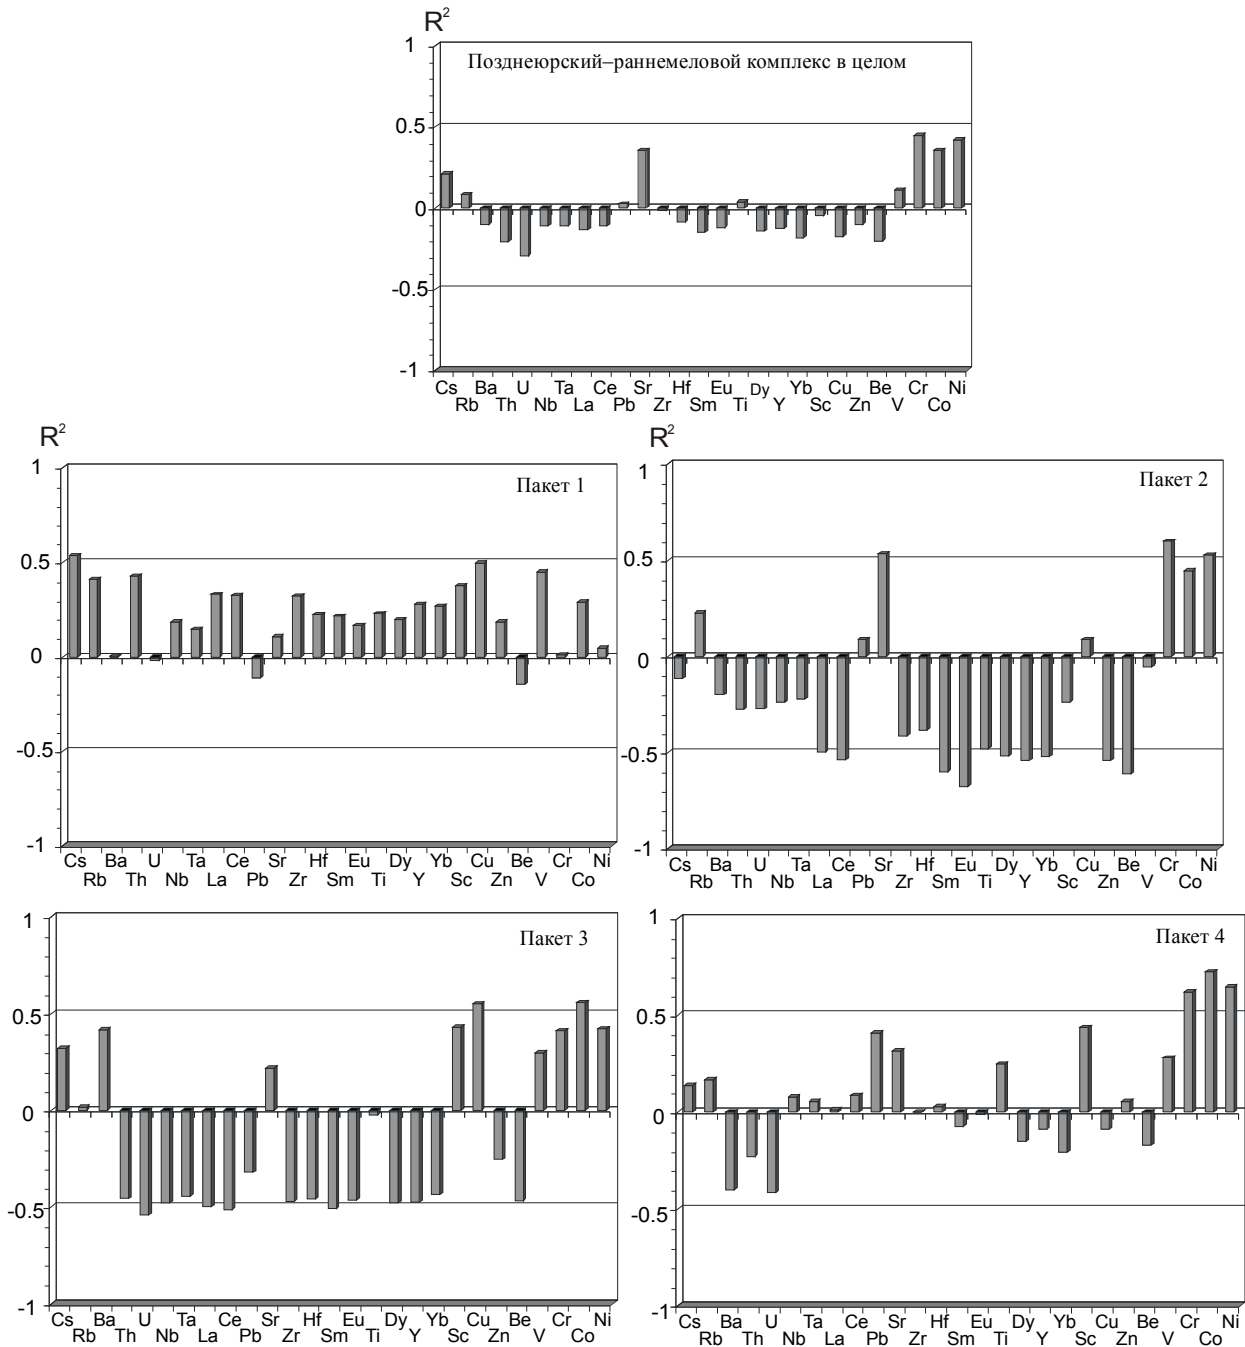 R²
Позднеюрский–раннемеловой комплекс в целом
1
0.5
0
-0.5
-1
Cs Ba U Ta Ce Sr Hf Eu Dy Yb Cu Be Cr Ni
Rb Th Nb La Pb Zr Sm Ti Y Sc Zn V Co
R²
Пакет 1
1
0.5
0
-0.5
-1
Cs Ba U Ta Ce Sr Hf Eu Dy Yb Cu Be Cr Ni
Rb Th Nb La Pb Zr Sm Ti Y Sc Zn V Co
R²
Пакет 2
1
0.5
0
-0.5
-1
Cs Ba U Ta Ce Sr Hf Eu Dy Yb Cu Be Cr Ni
Rb Th Nb La Pb Zr Sm Ti Y Sc Zn V Co
Пакет 3
1
0.5
0
-0.5
-1
Cs Ba U Ta Ce Sr Hf Eu Dy Yb Cu Be Cr Ni
Rb Th Nb La Pb Zr Sm Ti Y Sc Zn V Co
Пакет 4
1
0.5
0
-0.5
-1
Cs Ba U Ta Ce Sr Hf Eu Dy Yb Cu Be Cr Ni
Rb Th Nb La Pb Zr Sm Ti Y Sc Zn V Co